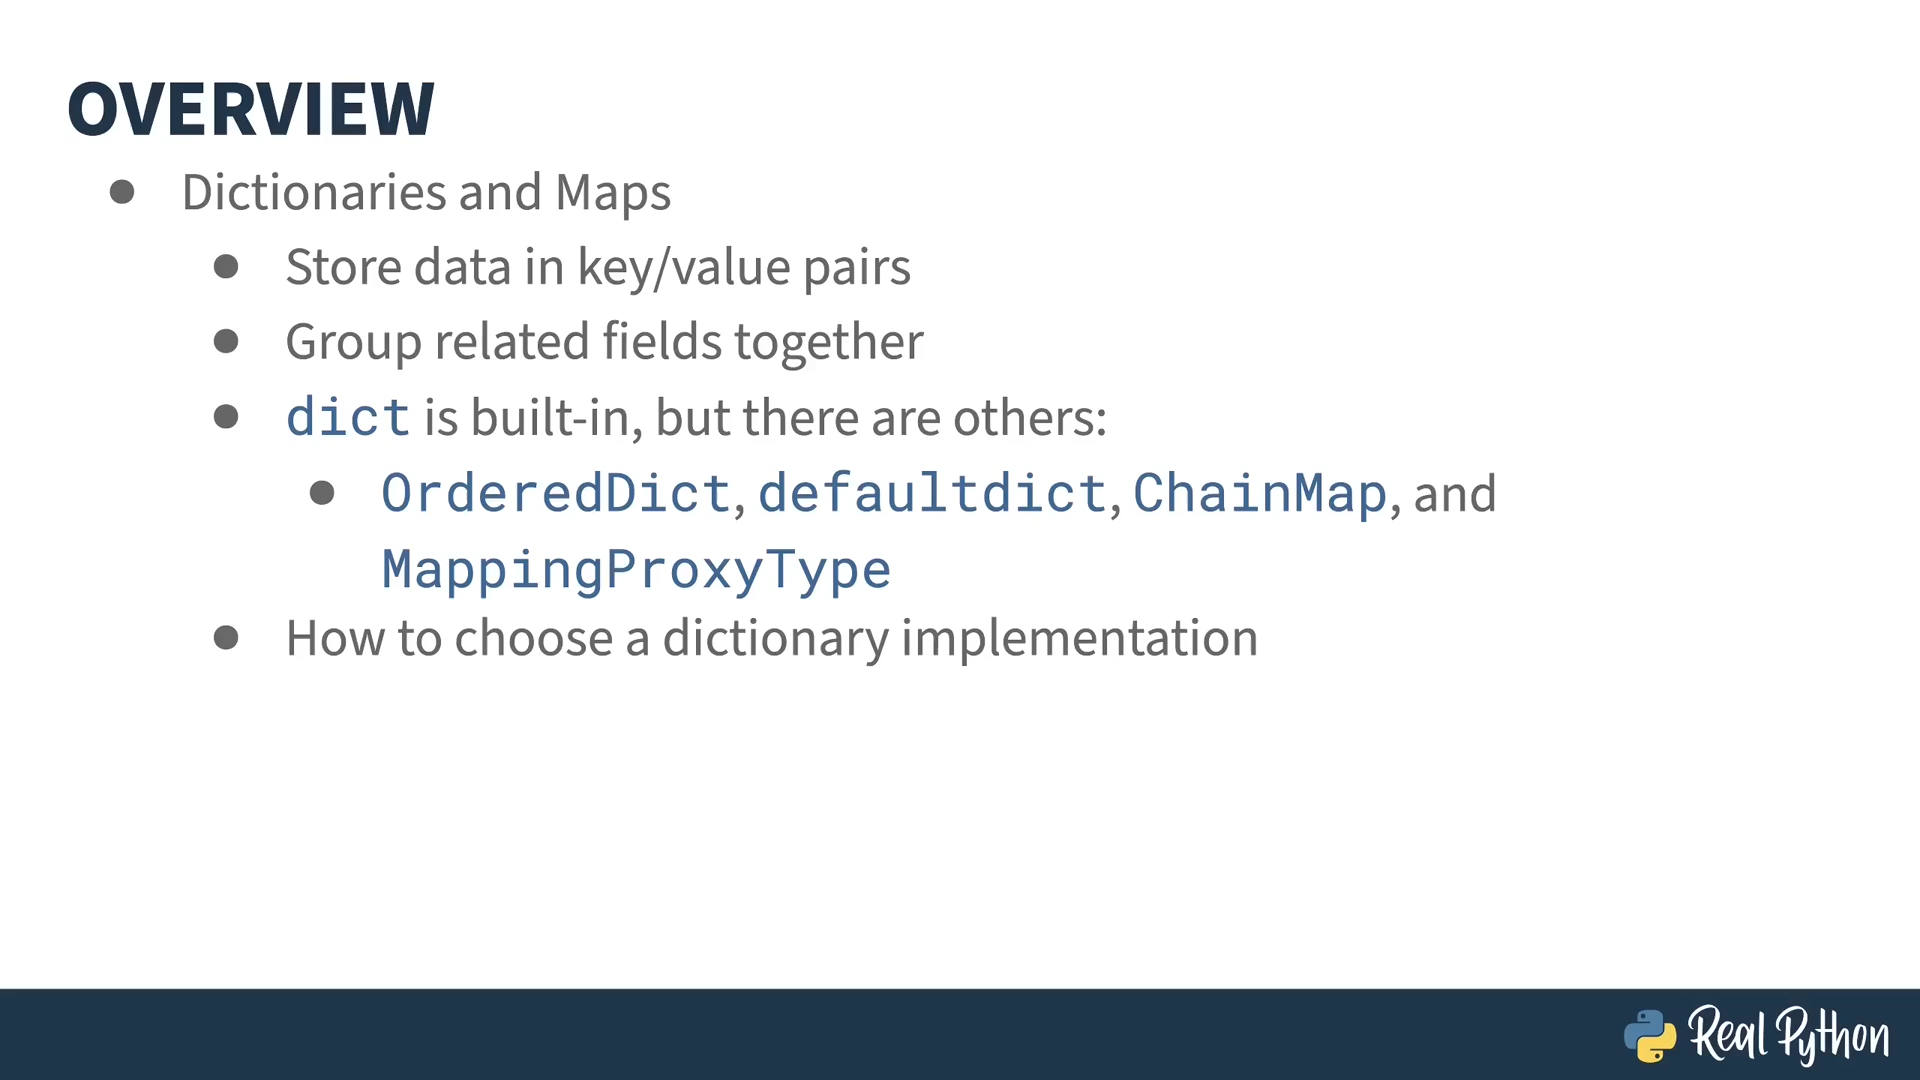 OVERVIEW
Dictionaries and Maps
Store data in key/value pairs
Group related fields together
dict is built-in, but there are others:
OrderedDict, defaultdict, ChainMap, and
MappingProxyType
How to choose a dictionary implementation
Real Python